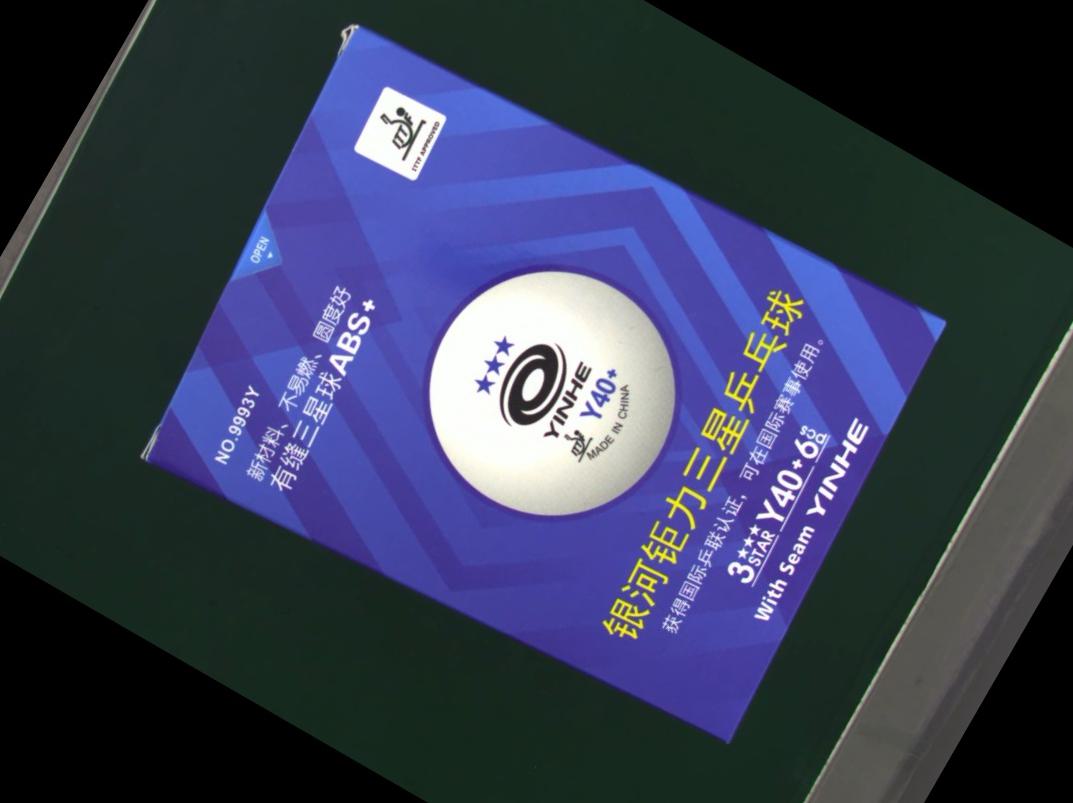 ITTF APPROVED
OPEN
NO.9993Y
新材料、不易燃、圆度好
有缝三星球ABS+
YINHE
Y40+
MADE IN CHINA
银河钜力三星乒乓球
获得国际乒联认证，可在国际赛事使用。
3★★★STAR Y40+6只
With Seam YINHE